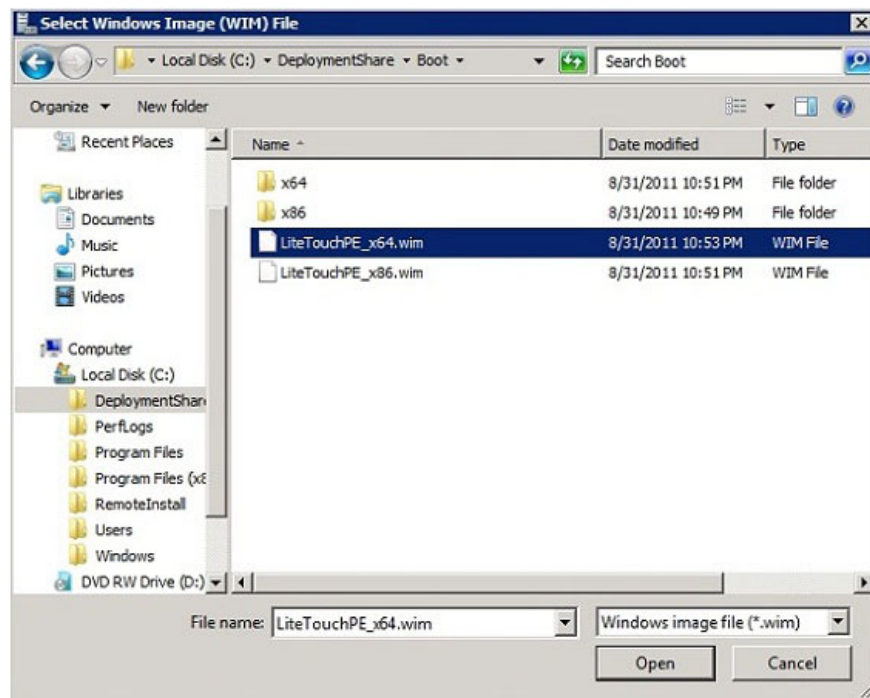 Select Windows Image (WIM) File
Local Disk (C:) DeploymentShare Boot
Search Boot
Organize New folder
Recent Places
Libraries
Documents
Music
Pictures
Videos
Computer
Local Disk (C:)
DeploymentShar
PerfLogs
Program Files
Program Files (x8
RemoteInstall
Users
Windows
DVD RW Drive (D:)
Name Date modified Type
x64 8/31/2011 10:51 PM File folder
x86 8/31/2011 10:49 PM File folder
LiteTouchPE_x64.wim 8/31/2011 10:53 PM WIM File
LiteTouchPE_x86.wim 8/31/2011 10:51 PM WIM File
File name: LiteTouchPE_x64.wim Windows image file (*.wim)
Open Cancel